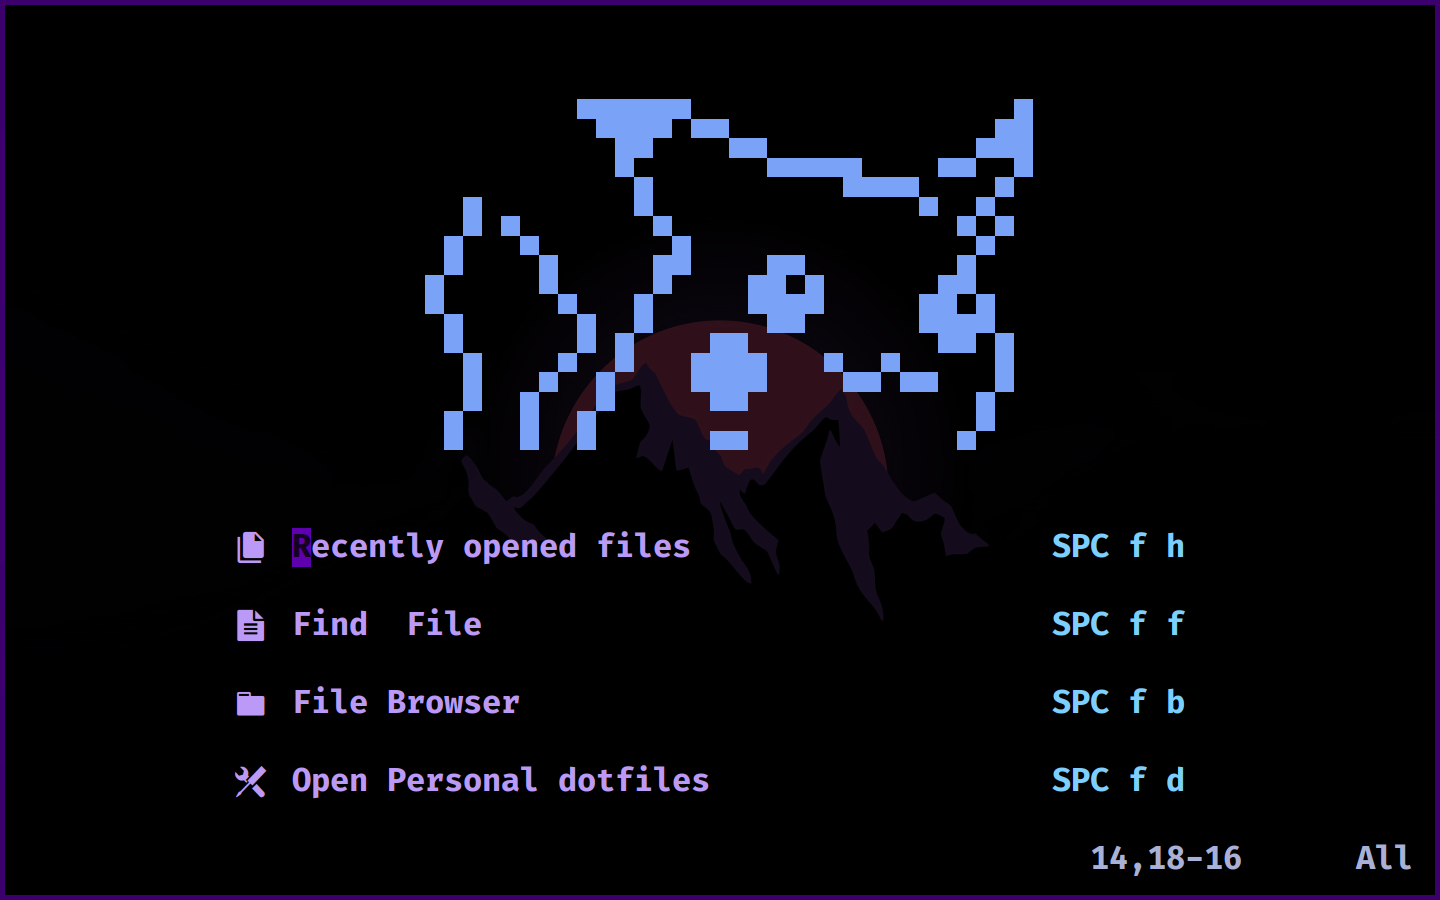 Recently opened files SPC f h
Find  File SPC f f
File Browser SPC f b
Open Personal dotfiles SPC f d
14,18-16 All